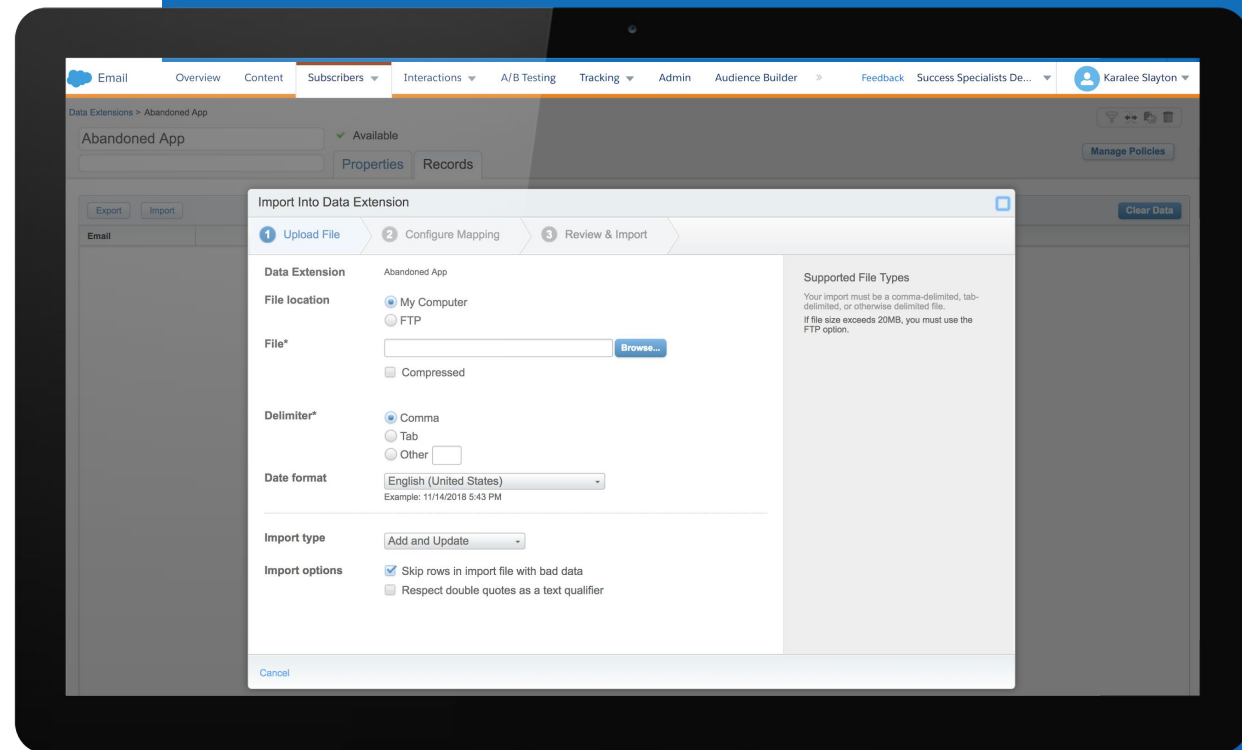 Email Overview Content Subscribers Interactions A/B Testing Tracking Admin Audience Builder » Feedback Success Specialists De... Karalee Slayton
Data Extensions > Abandoned App
Abandoned App
Available
Properties Records
Manage Policies
Export Import
Clear Data
Email
Import Into Data Extension
1 Upload File 2 Configure Mapping 3 Review & Import
Data Extension Abandoned App
File location My Computer
FTP
File* Browse...
Compressed
Delimiter* Comma
Tab
Other
Date format English (United States)
Example: 11/14/2018 5:43 PM
Import type Add and Update
Import options Skip rows in import file with bad data
Respect double quotes as a text qualifier
Supported File Types
Your import must be a comma-delimited, tab-
delimited, or otherwise delimited file.
If file size exceeds 20MB, you must use the
FTP option.
Cancel